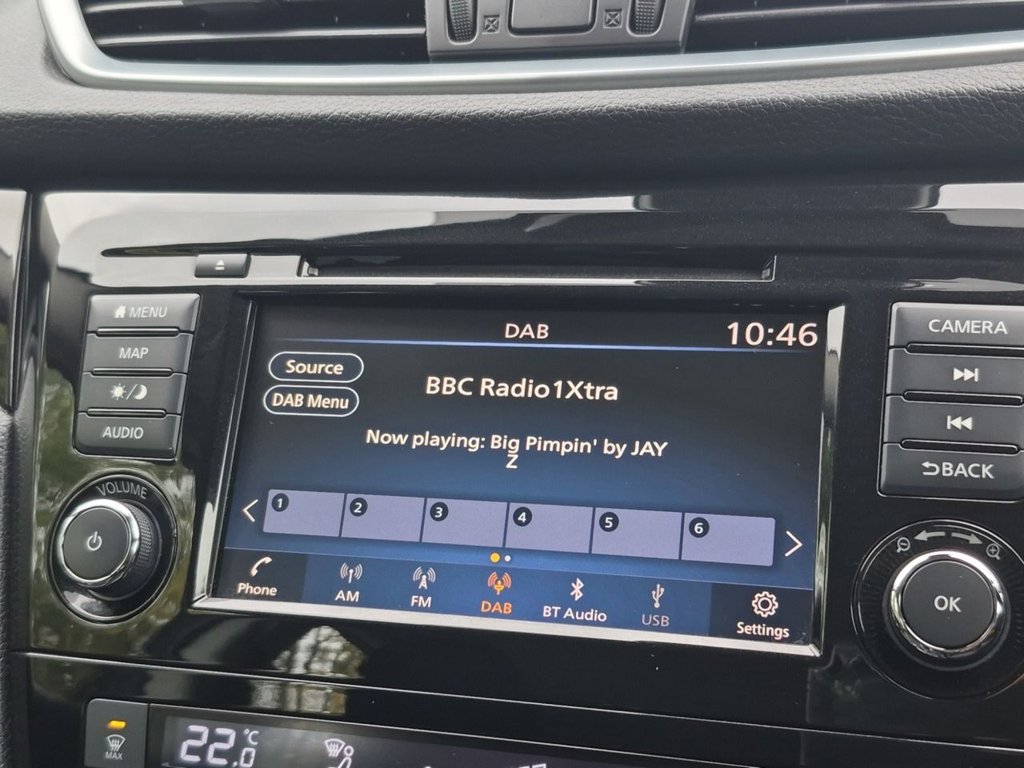 MENU
MAP
AUDIO
VOLUME
DAB
10:46
Source
BBC Radio1Xtra
DAB Menu
Now playing: Big Pimpin' by JAY
Z
1 2 3 4 5 6
Phone AM FM DAB BT Audio USB Settings
CAMERA
BACK
OK
MAX
22.0°C